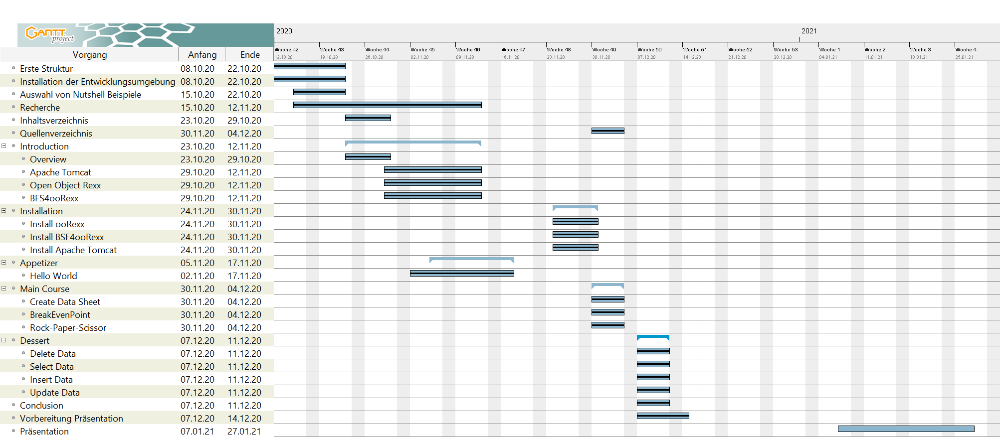 GANTT
project
2020
2021
Vorgang Anfang Ende
Woche 42 Woche 43 Woche 44 Woche 45 Woche 46 Woche 47 Woche 48 Woche 49 Woche 50 Woche 51 Woche 52 Woche 53 Woche 1 Woche 2 Woche 3 Woche 4
12.10.20 19.10.20 26.10.20 02.11.20 09.11.20 16.11.20 23.11.20 30.11.20 07.12.20 14.12.20 21.12.20 28.12.20 04.01.21 11.01.21 18.01.21 25.01.21
Erste Struktur 08.10.20 22.10.20
Installation der Entwicklungsumgebung 08.10.20 22.10.20
Auswahl von Nutshell Beispiele 15.10.20 22.10.20
Recherche 15.10.20 12.11.20
Inhaltsverzeichnis 23.10.20 29.10.20
Quellenverzeichnis 30.11.20 04.12.20
Introduction 23.10.20 12.11.20
Overview 23.10.20 29.10.20
Apache Tomcat 29.10.20 12.11.20
Open Object Rexx 29.10.20 12.11.20
BFS4ooRexx 29.10.20 12.11.20
Installation 24.11.20 30.11.20
Install ooRexx 24.11.20 30.11.20
Install BSF4ooRexx 24.11.20 30.11.20
Install Apache Tomcat 24.11.20 30.11.20
Appetizer 05.11.20 17.11.20
Hello World 02.11.20 17.11.20
Main Course 30.11.20 04.12.20
Create Data Sheet 30.11.20 04.12.20
BreakEvenPoint 30.11.20 04.12.20
Rock-Paper-Scissor 30.11.20 04.12.20
Dessert 07.12.20 11.12.20
Delete Data 07.12.20 11.12.20
Select Data 07.12.20 11.12.20
Insert Data 07.12.20 11.12.20
Update Data 07.12.20 11.12.20
Conclusion 07.12.20 11.12.20
Vorbereitung Präsentation 07.12.20 14.12.20
Präsentation 07.01.21 27.01.21